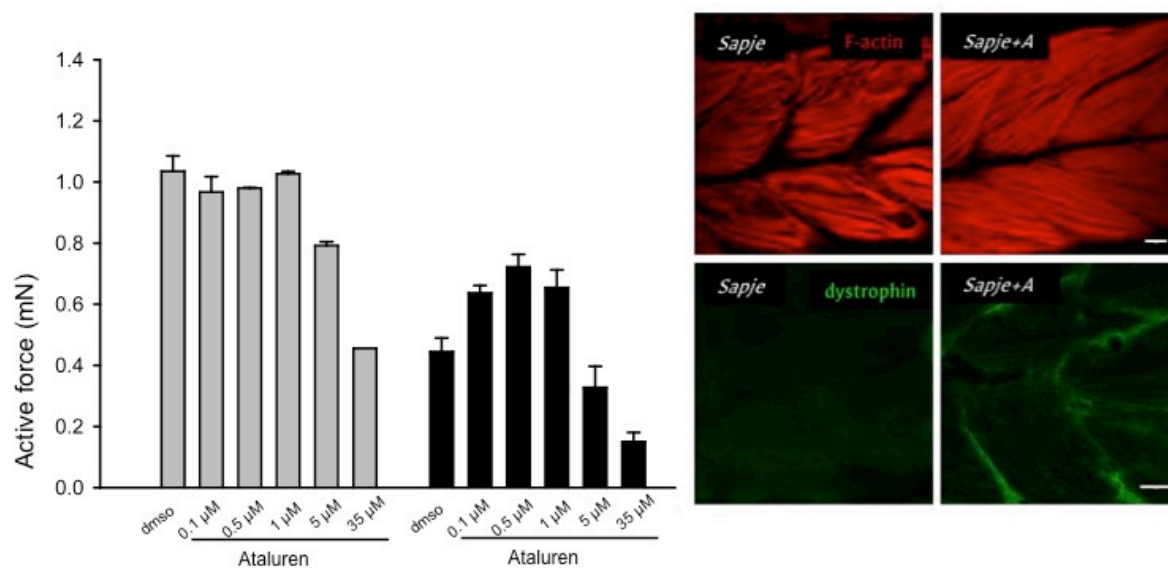 Active force (mN)
1.4
1.2
1.0
0.8
0.6
0.4
0.2
0.0
dmso
0.1 µM
0.5 µM
1 µM
5 µM
35 µM
Ataluren
dmso
0.1 µM
0.5 µM
1 µM
5 µM
35 µM
Ataluren
Sapje
F-actin
Sapje+A
Sapje
dystrophin
Sapje+A